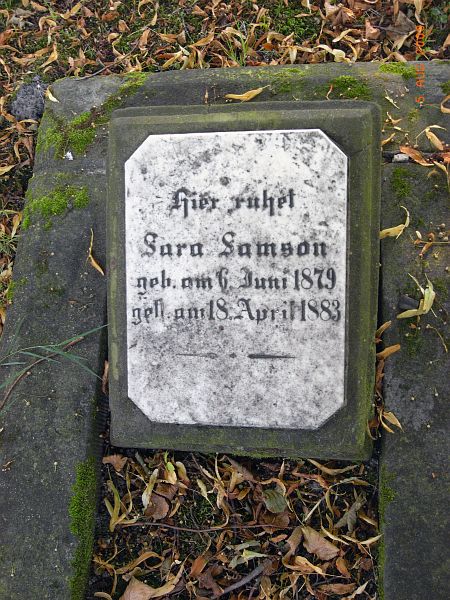 Hier ruhet
Sara Samson
geb. am 6. Juni 1879
gest. am 18. April 1883